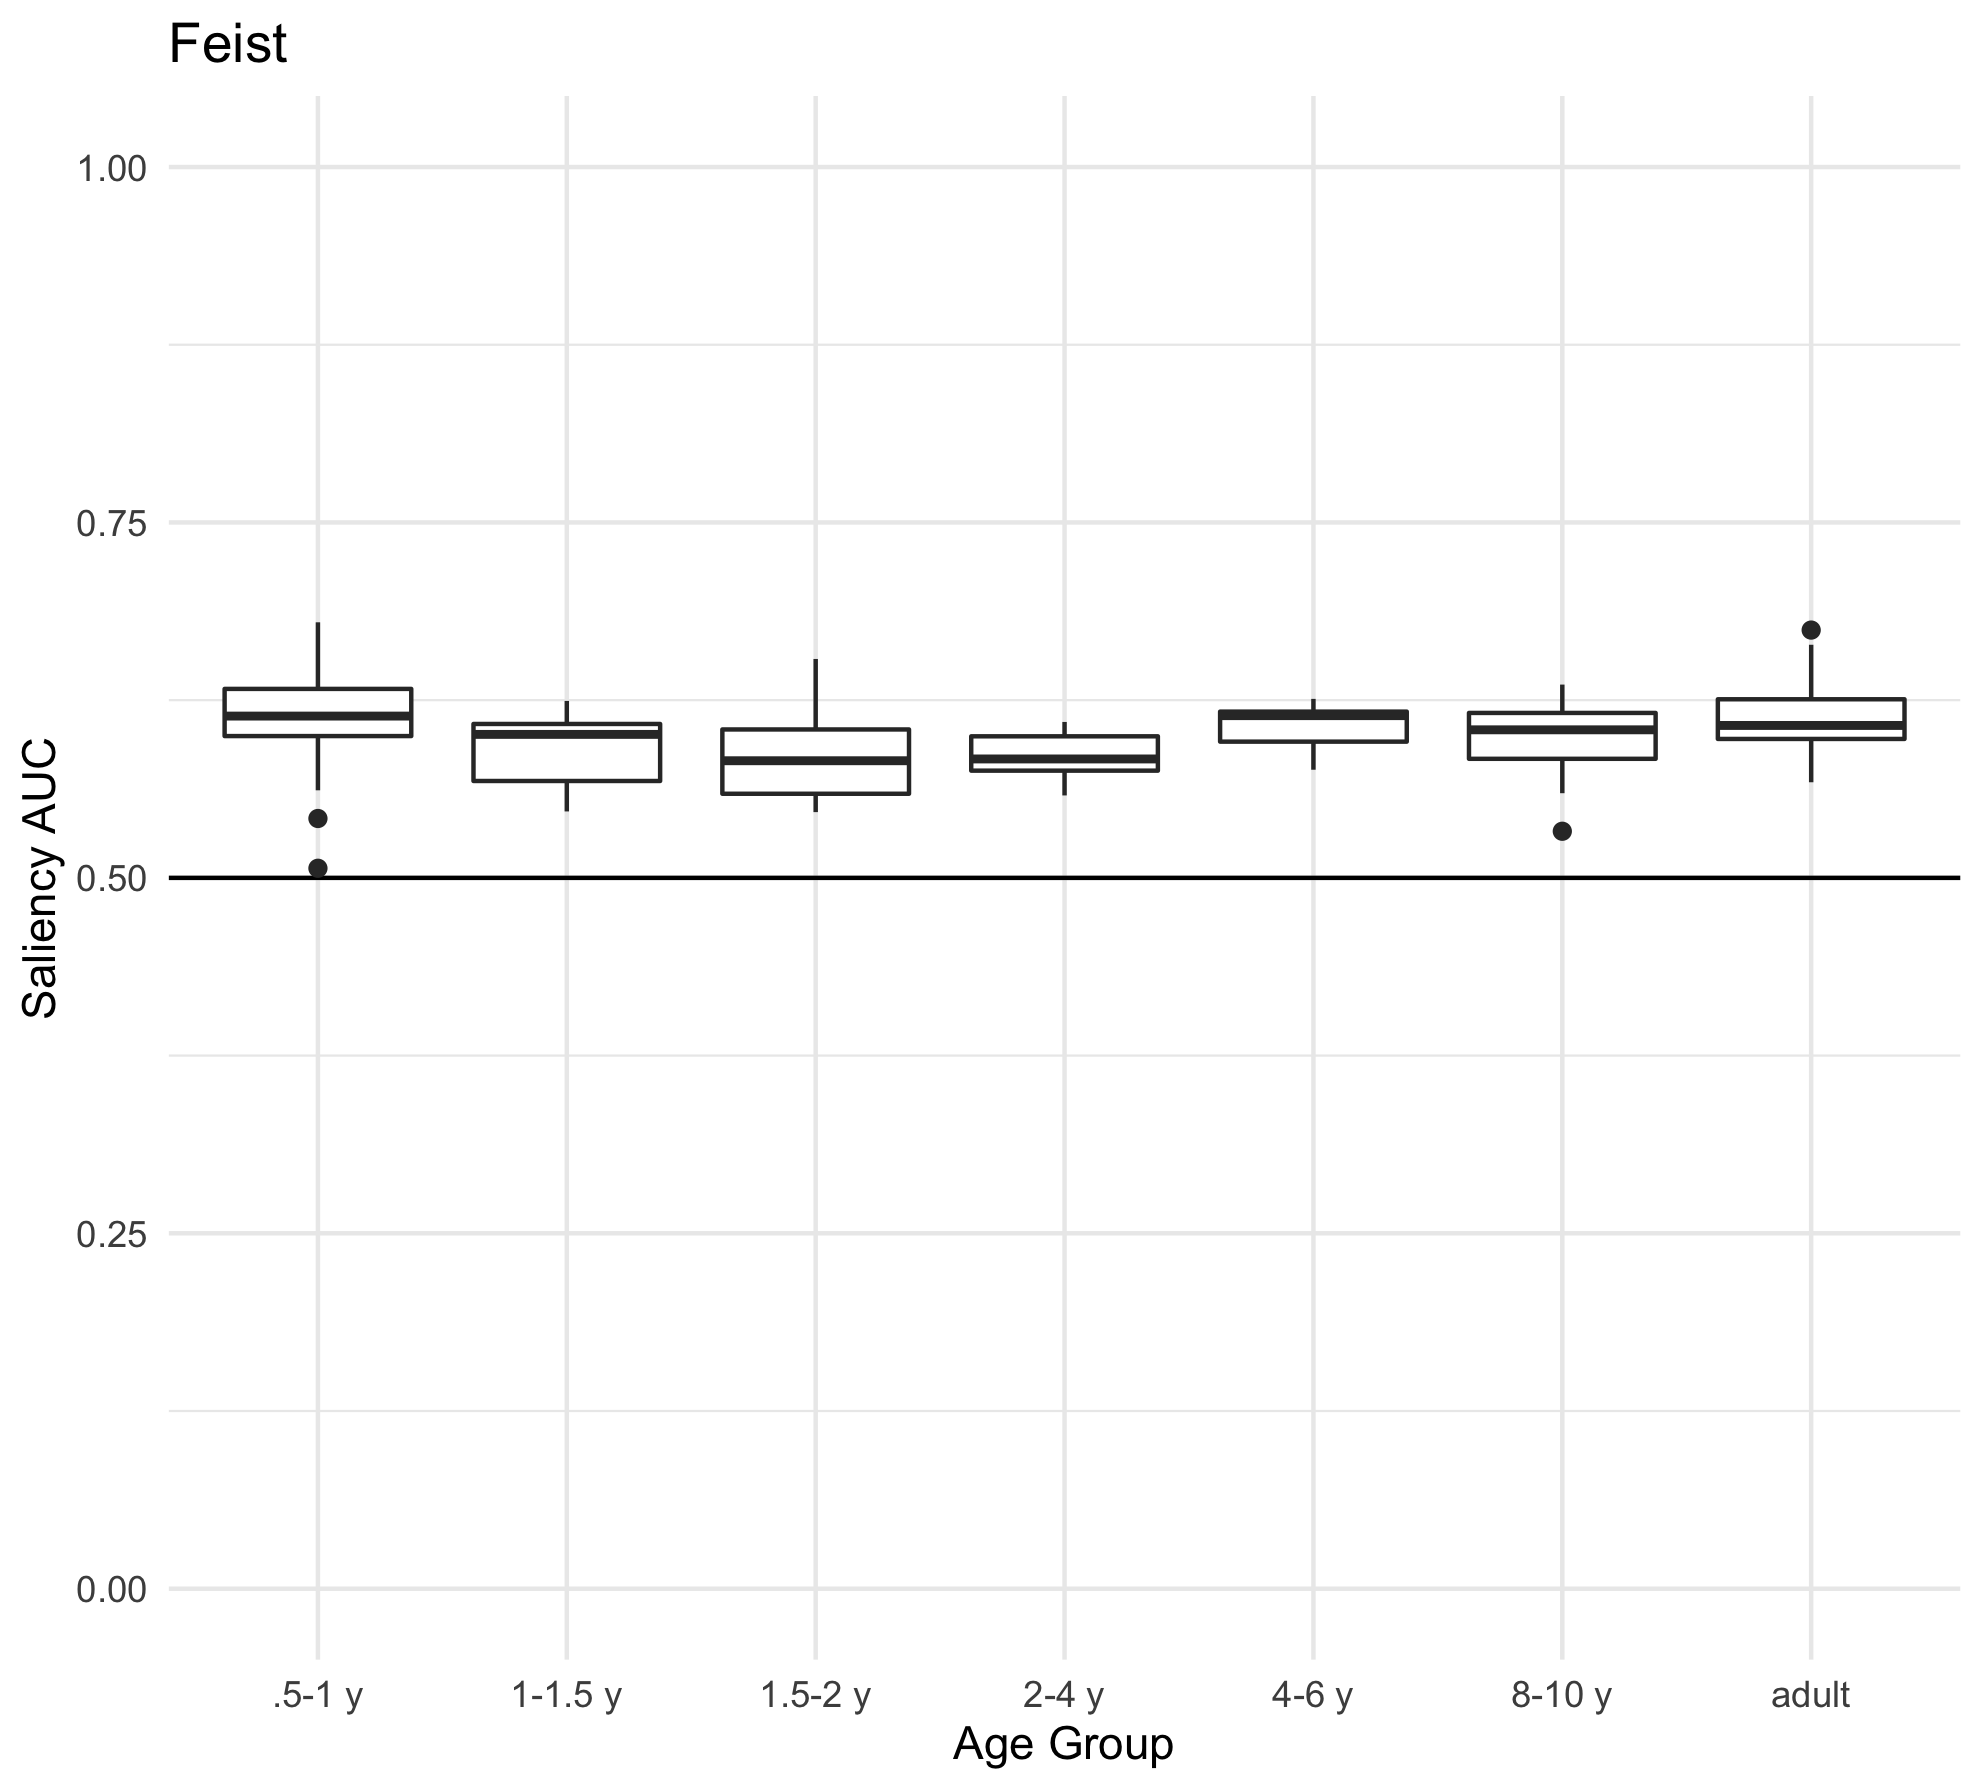 Feist
Saliency AUC
1.00
0.75
0.50
0.25
0.00
.5-1 y 1-1.5 y 1.5-2 y 2-4 y 4-6 y 8-10 y adult
Age Group